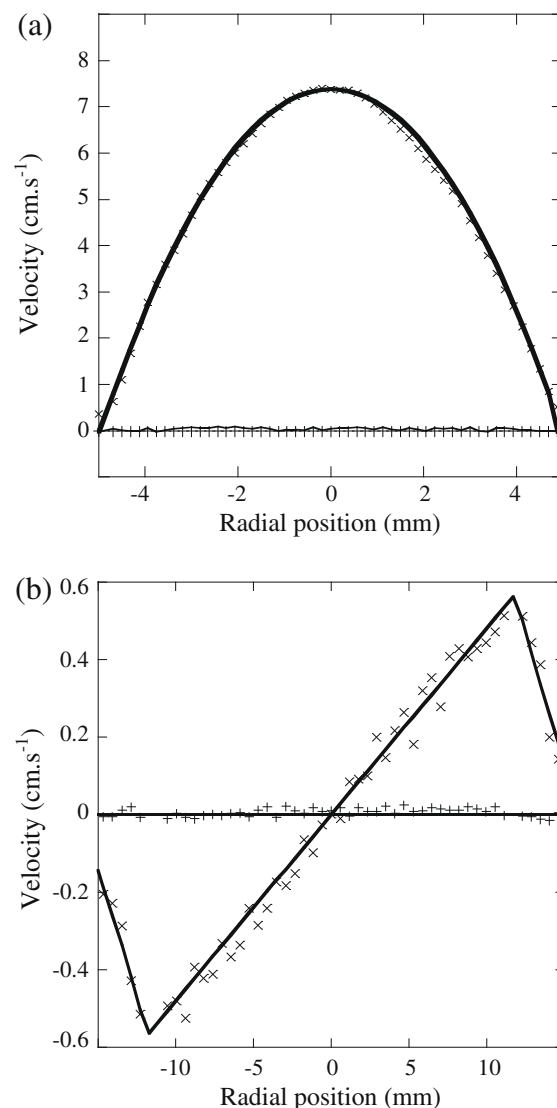 (a)
8
7
6
5
4
3
2
1
0
Velocity (cm.s-1)
-4 -2 0 2 4
Radial position (mm)
(b)
0.6
0.4
0.2
0
-0.2
-0.4
-0.6
Velocity (cm.s-1)
-10 -5 0 5 10
Radial position (mm)